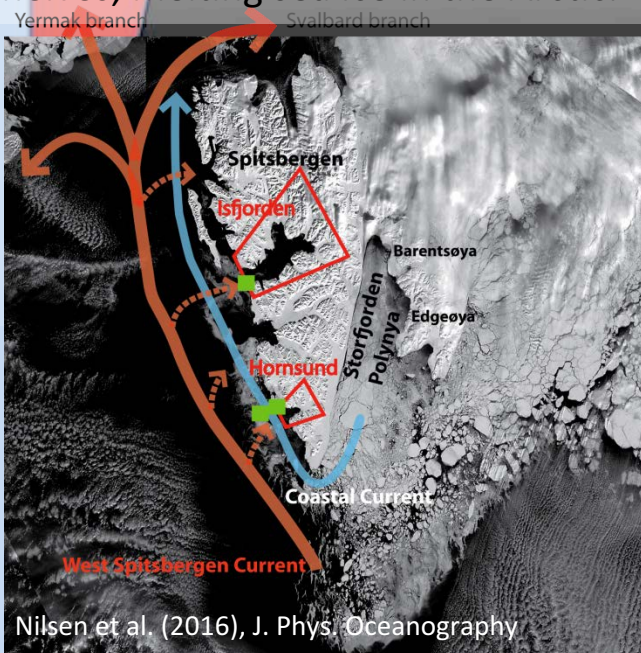 Yermak branch
Svalbard branch
Spitsbergen
Isfjorden
Barentsøya
Storfjorden
Polynya
Edgeøya
Hornsund
Coastal Current
West Spitsbergen Current
Nilsen et al. (2016), J. Phys. Oceanography